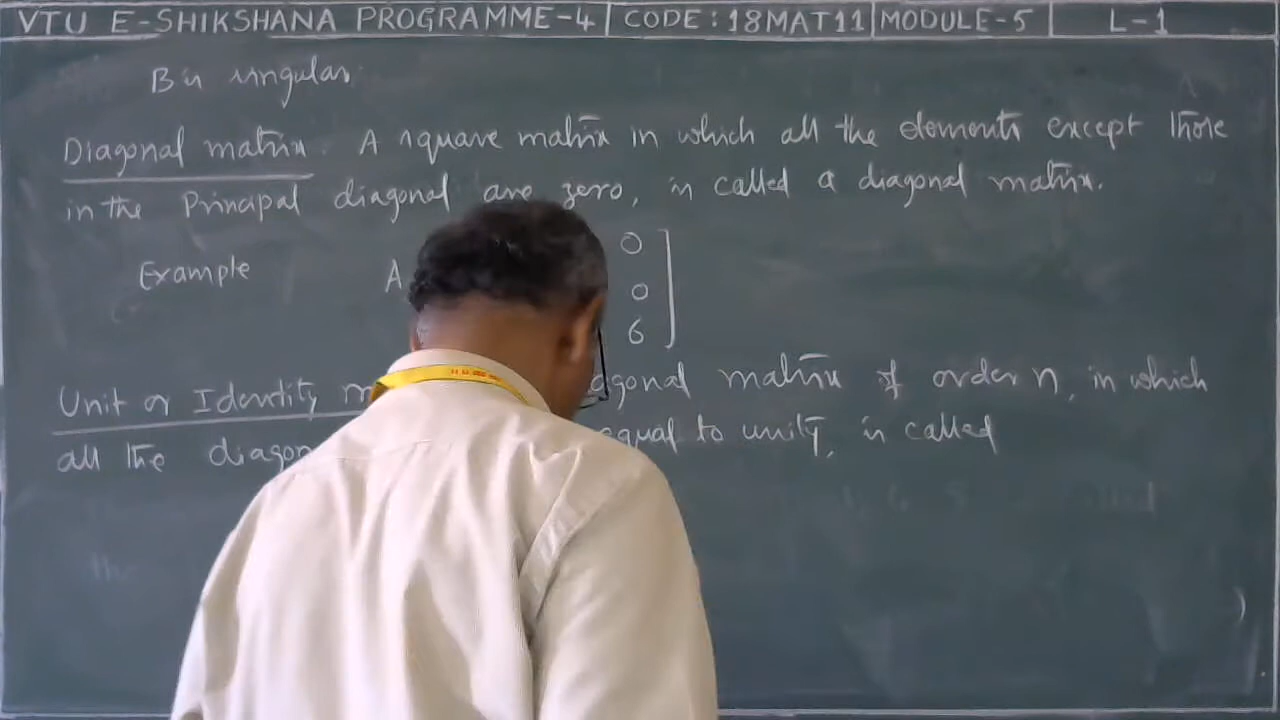 VTU E-SHIKSHANA PROGRAMME-4 CODE: 18MAT11 MODULE-5 L-1
B is singular.
Diagonal matrix. A square matrix in which all the elements except those
in the Principal diagonal are zero, is called a diagonal matrix.
Example A 0
0
6
Unit or Identity matrix of order n, in which
all the equal to unity, is called